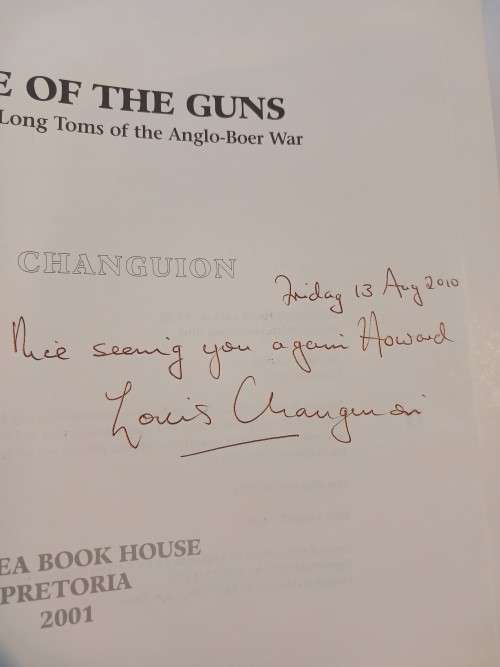 E OF THE GUNS
Long Toms of the Anglo-Boer War
CHANGUION
Friday 13 Aug 2010
Nice seeing you again Howard
Louis Changuion
EA BOOK HOUSE
PRETORIA
2001